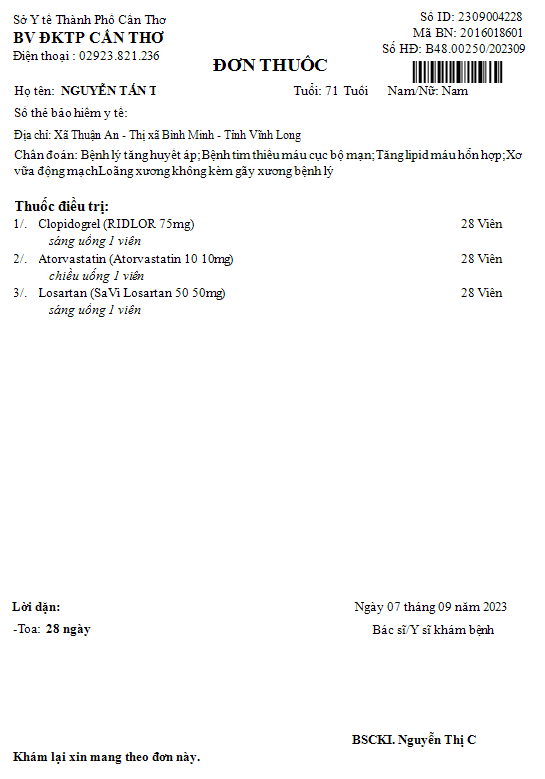 Sở Y tế Thành Phố Cần Thơ
Số ID: 2309004228
BV ĐKTP CẦN THƠ
Mã BN: 2016018601
Điện thoại : 02923.821.236
Số HĐ: B48.00250/202309
ĐƠN THUỐC
Họ tên: NGUYỄN TẤN T
Tuổi: 71 Tuổi
Nam/Nữ: Nam
Số thẻ bảo hiểm y tế:
Địa chỉ: Xã Thuận An - Thị xã Bình Minh - Tỉnh Vĩnh Long
Chẩn đoán: Bệnh lý tăng huyết áp;Bệnh tim thiếu máu cục bộ mạn;Tăng lipid máu hỗn hợp;Xơ
vữa động mạchLoãng xương không kèm gãy xương bệnh lý
Thuốc điều trị:
1/. Clopidogrel (RIDLOR 75mg) 28 Viên
sáng uống 1 viên
2/. Atorvastatin (Atorvastatin 10 10mg) 28 Viên
chiều uống 1 viên
3/. Losartan (SaVi Losartan 50 50mg) 28 Viên
sáng uống 1 viên
Lời dặn:
Ngày 07 tháng 09 năm 2023
-Toa: 28 ngày
Bác sĩ/Y sĩ khám bệnh
BSCKI. Nguyễn Thị C
Khám lại xin mang theo đơn này.